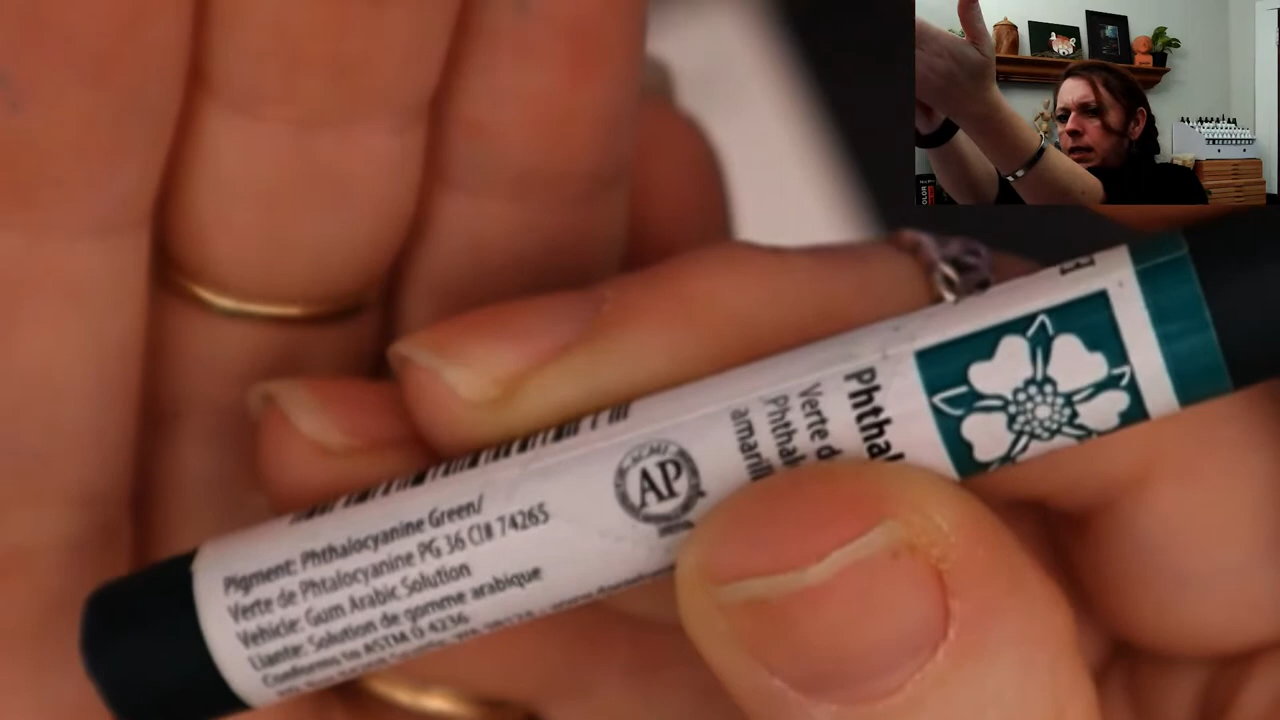 Phthal
Verte d
Phthal
amarill
ACMI
AP
Pigment: Phthalocyanine Green/
Verte de Phtalocyanine PG 36 CI# 74265
Vehicle: Gum Arabic Solution
Liante: Solution de gomme arabique
Conforms to ASTM D 4236